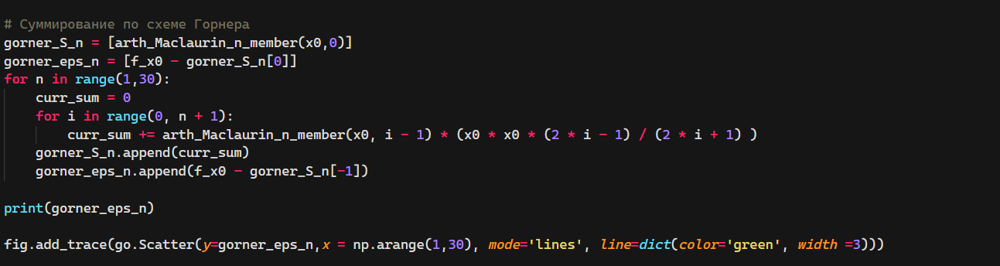 # Суммирование по схеме Горнера
gorner_S_n = [arth_Maclaurin_n_member(x0,0)]
gorner_eps_n = [f_x0 - gorner_S_n[0]]
for n in range(1,30):
    curr_sum = 0
    for i in range(0, n + 1):
        curr_sum += arth_Maclaurin_n_member(x0, i - 1) * (x0 * x0 * (2 * i - 1) / (2 * i + 1) )
    gorner_S_n.append(curr_sum)
    gorner_eps_n.append(f_x0 - gorner_S_n[-1])
print(gorner_eps_n)
fig.add_trace(go.Scatter(y=gorner_eps_n,x = np.arange(1,30), mode='lines', line=dict(color='green', width =3)))